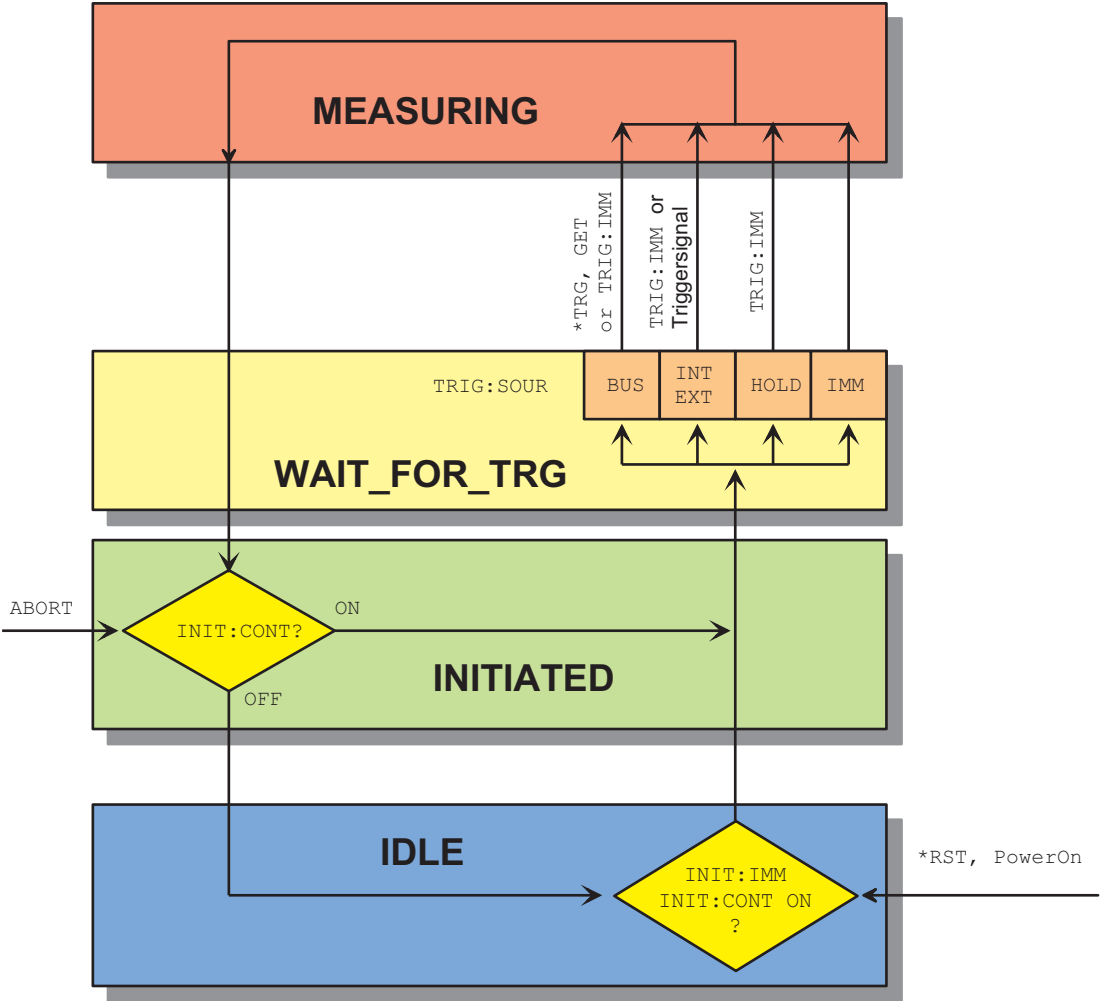 MEASURING
*TRG, GET
or TRIG:IMM
TRIG:IMM or
Triggersignal
TRIG:IMM
TRIG:SOUR
BUS
INT
EXT
HOLD
IMM
WAIT_FOR_TRG
ABORT
INIT:CONT?
ON
OFF
INITIATED
IDLE
INIT:IMM
INIT:CONT ON
?
*RST, PowerOn